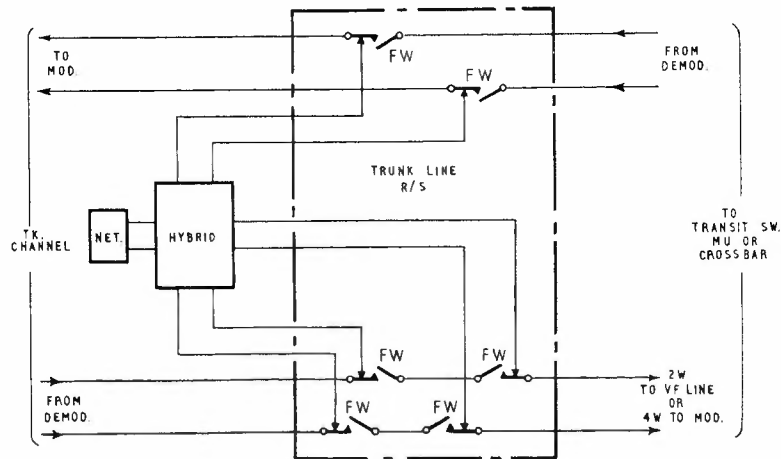 FW
TO
MOD.
FROM
DEMOD.
FW
TRUNK LINE
R/S
TK.
CHANNEL
NET.
HYBRID
TO
TRANSIT SW.
MU OR
CROSSBAR
FW
FW
2W
TO VF LINE
OR
4W TO MOD.
FROM
DEMOD.
FW
FW